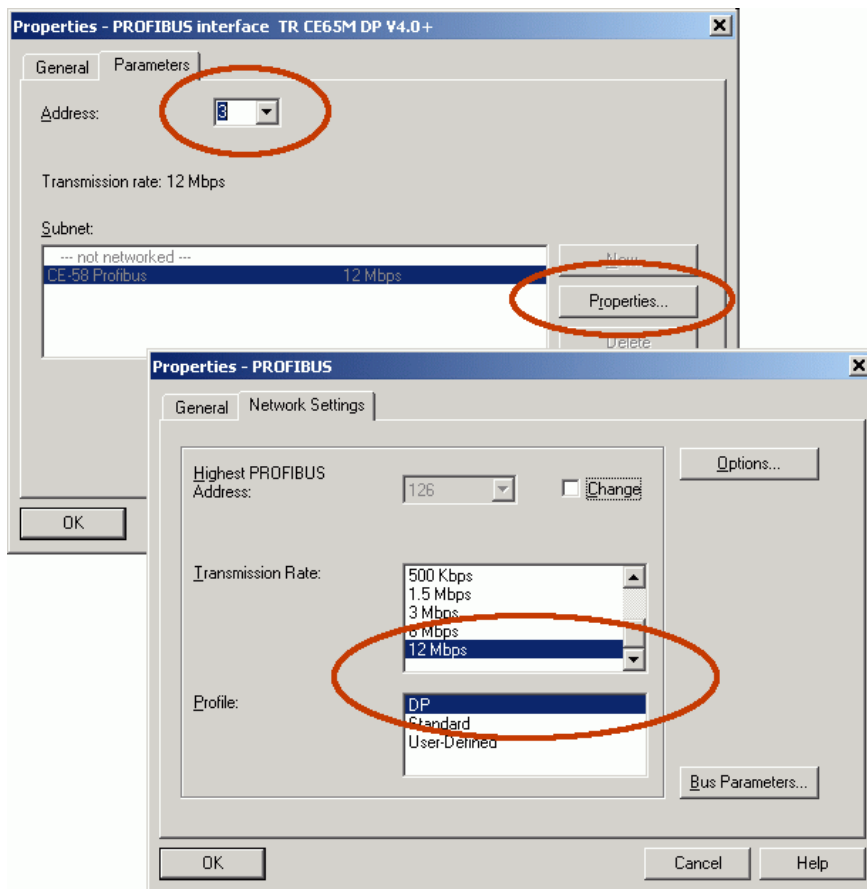 Properties - PROFIBUS interface TR CE65M DP V4.0+
General Parameters
Address: 3
Transmission rate: 12 Mbps
Subnet:
--- not networked ---
CE-58 Profibus 12 Mbps
New...
Properties...
Delete
OK
Properties - PROFIBUS
General Network Settings
Highest PROFIBUS
Address:
126
Change
Options...
Transmission Rate:
500 Kbps
1.5 Mbps
3 Mbps
6 Mbps
12 Mbps
Profile:
DP
Standard
User-Defined
Bus Parameters...
OK Cancel Help